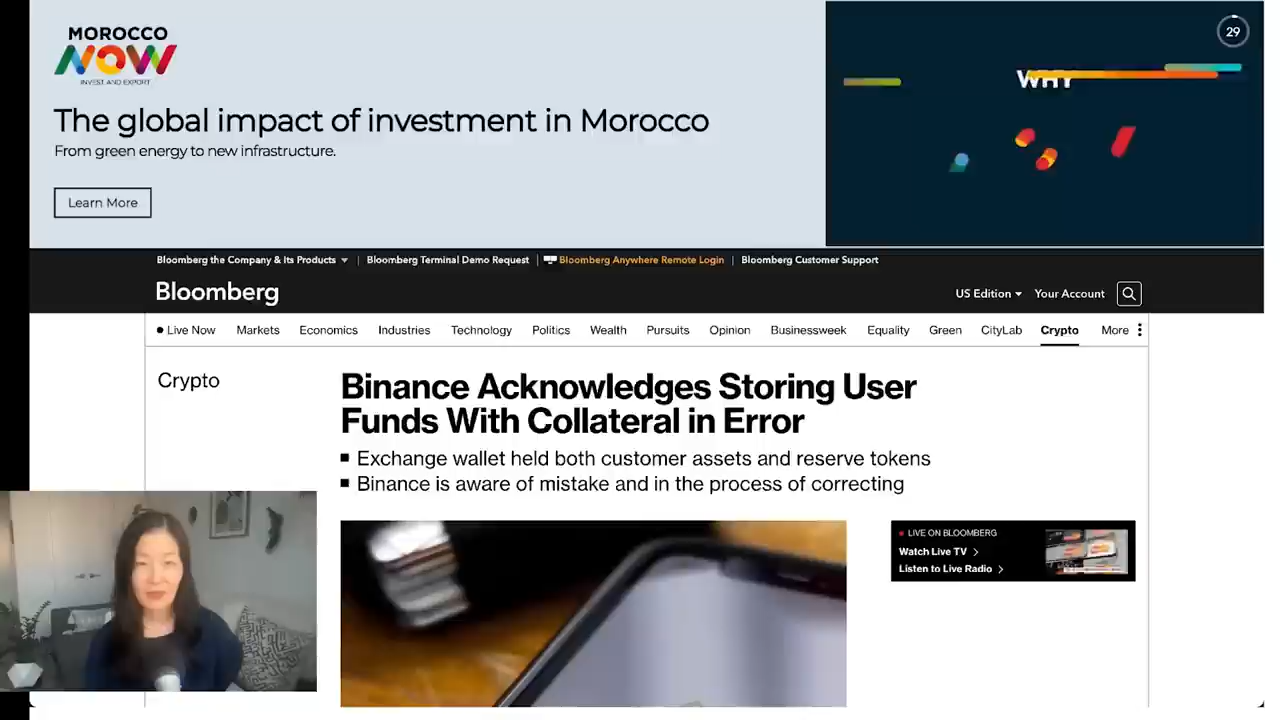 MOROCCO
NOW
INVEST AND EXPORT
The global impact of investment in Morocco
From green energy to new infrastructure.
Learn More
29
WHY
Bloomberg the Company & Its Products
Bloomberg Terminal Demo Request
Bloomberg Anywhere Remote Login
Bloomberg Customer Support
Bloomberg
US Edition
Your Account
Live Now
Markets
Economics
Industries
Technology
Politics
Wealth
Pursuits
Opinion
Businessweek
Equality
Green
CityLab
Crypto
More
Crypto
Binance Acknowledges Storing User
Funds With Collateral in Error
Exchange wallet held both customer assets and reserve tokens
Binance is aware of mistake and in the process of correcting
LIVE ON BLOOMBERG
Watch Live TV
Listen to Live Radio